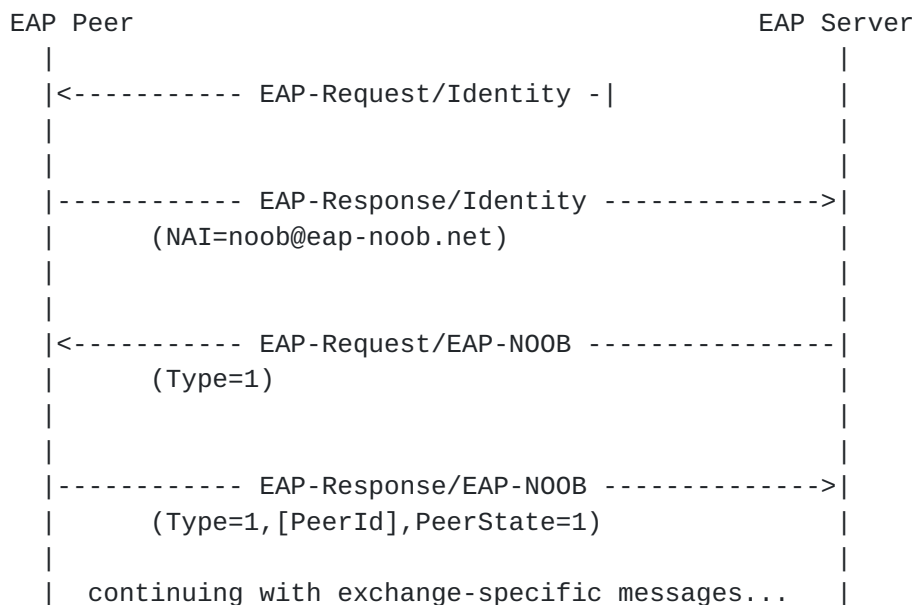 EAP Peer                                         EAP Server
  |                                                   |
  |<----------- EAP-Request/Identity -|               |
  |                                                   |
  |                                                   |
  |------------ EAP-Response/Identity -------------->|
  |      (NAI=noob@eap-noob.net)                      |
  |                                                   |
  |                                                   |
  |<----------- EAP-Request/EAP-NOOB ----------------|
  |      (Type=1)                                     |
  |                                                   |
  |                                                   |
  |------------ EAP-Response/EAP-NOOB -------------->|
  |      (Type=1,[PeerId],PeerState=1)                |
  |                                                   |
  |  continuing with exchange-specific messages...    |